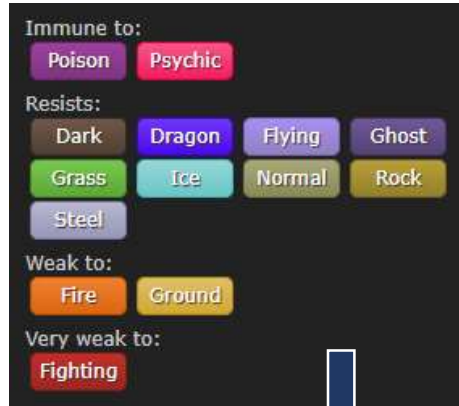 Immune to:
Poison Psychic
Resists:
Dark Dragon Flying Ghost
Grass Ice Normal Rock
Steel
Weak to:
Fire Ground
Very weak to:
Fighting